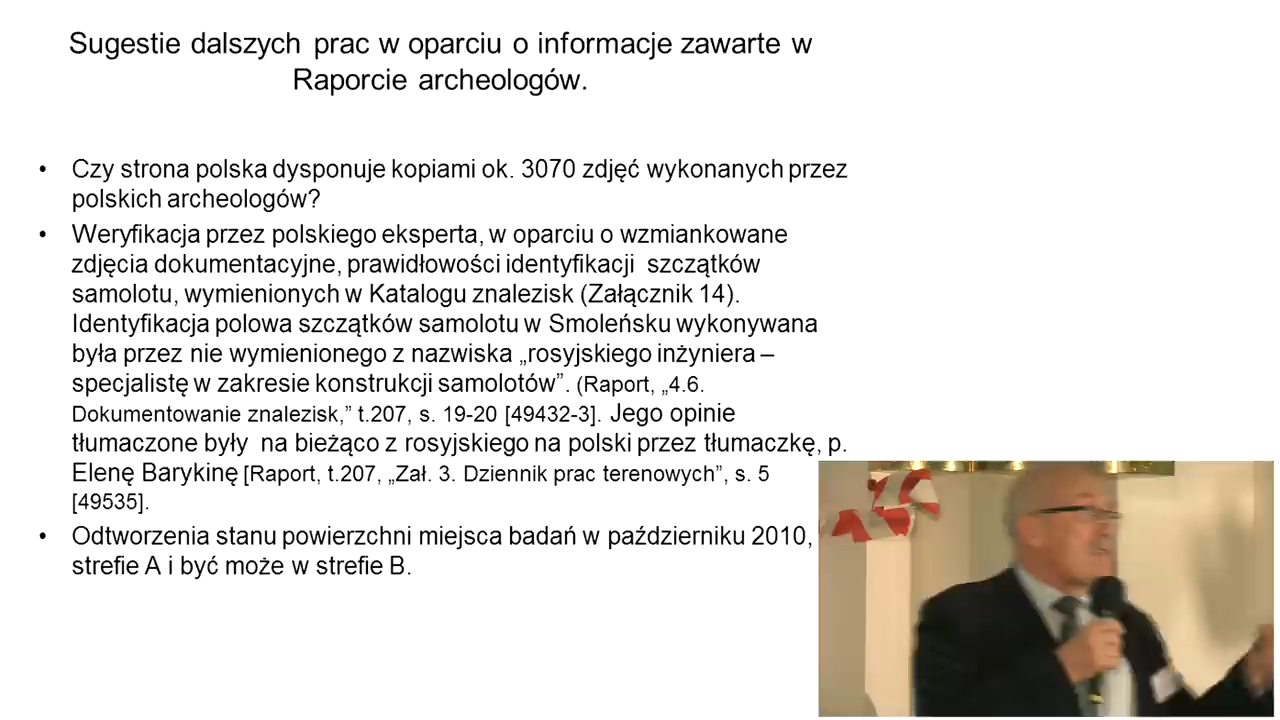 Sugestie dalszych prac w oparciu o informacje zawarte w
Raporcie archeologów.
• Czy strona polska dysponuje kopiami ok. 3070 zdjęć wykonanych przez
polskich archeologów?
• Weryfikacja przez polskiego eksperta, w oparciu o wzmiankowane
zdjęcia dokumentacyjne, prawidłowości identyfikacji szczątków
samolotu, wymienionych w Katalogu znalezisk (Załącznik 14).
Identyfikacja polowa szczątków samolotu w Smoleńsku wykonywana
była przez nie wymienionego z nazwiska „rosyjskiego inżyniera –
specjalistę w zakresie konstrukcji samolotów”. (Raport, „4.6.
Dokumentowanie znalezisk,” t.207, s. 19-20 [49432-3]. Jego opinie
tłumaczone były na bieżąco z rosyjskiego na polski przez tłumaczkę, p.
Elenę Barykinę [Raport, t.207, „Zał. 3. Dziennik prac terenowych”, s. 5
[49535].
• Odtworzenia stanu powierzchni miejsca badań w październiku 2010,
strefie A i być może w strefie B.